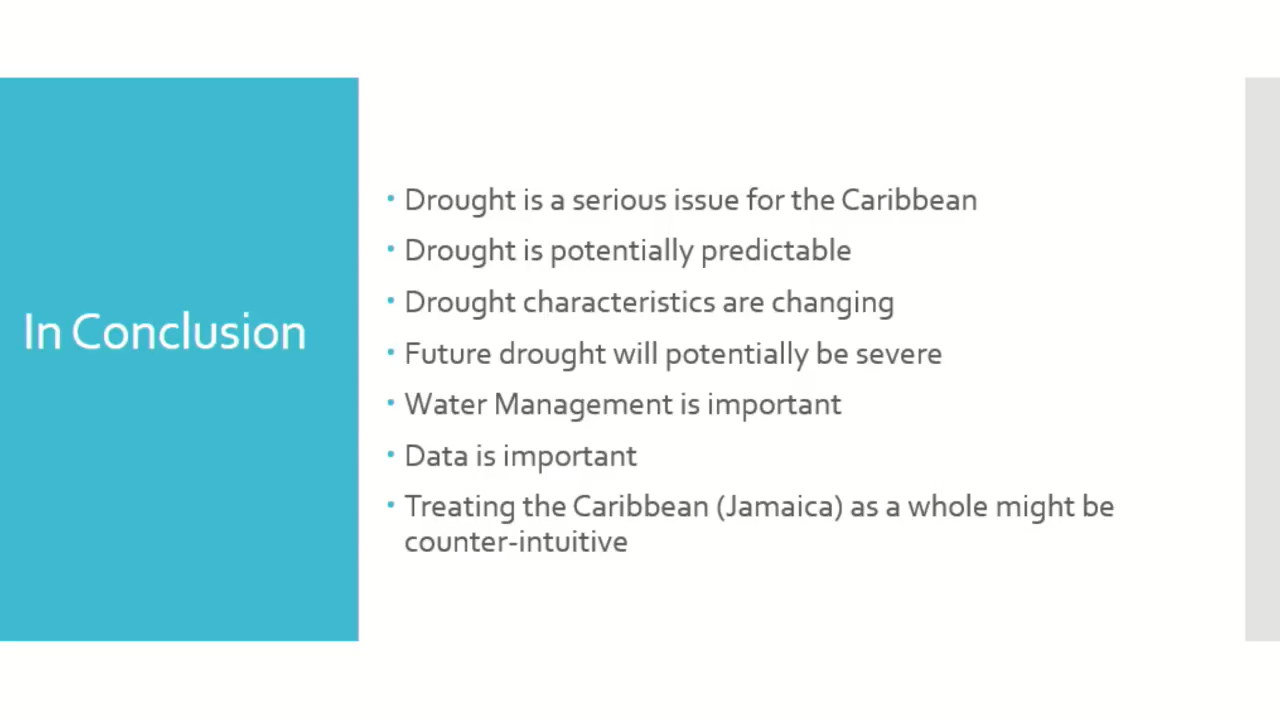 In Conclusion
• Drought is a serious issue for the Caribbean
• Drought is potentially predictable
• Drought characteristics are changing
• Future drought will potentially be severe
• Water Management is important
• Data is important
• Treating the Caribbean (Jamaica) as a whole might be
counter-intuitive